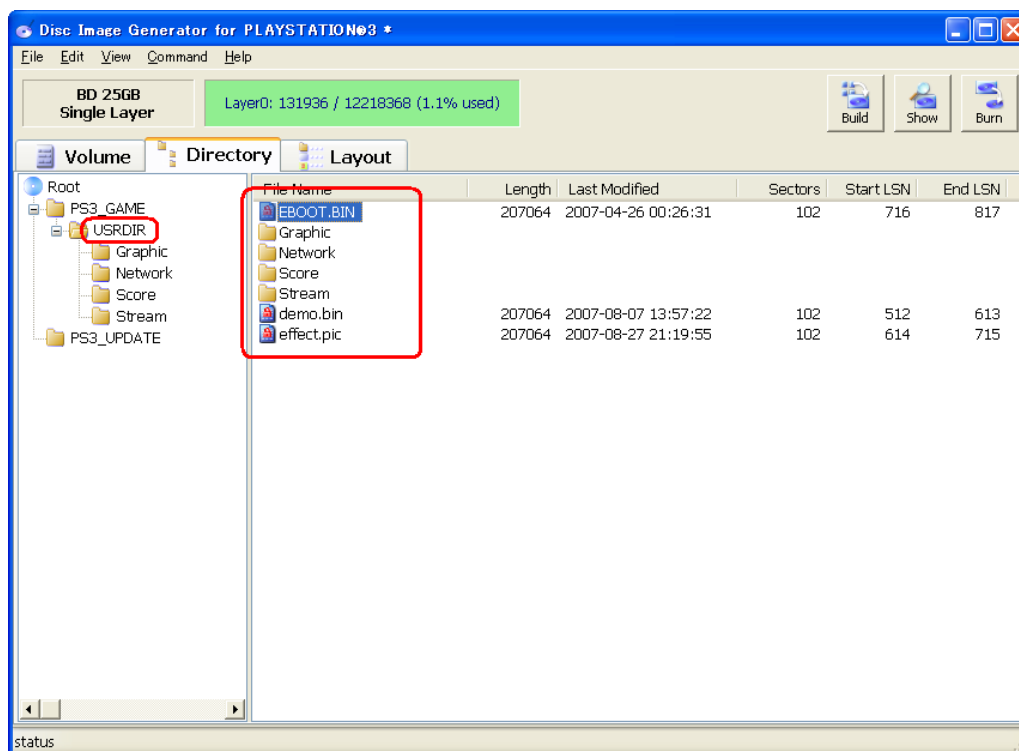 Disc Image Generator for PLAYSTATION®3 *
File Edit View Command Help
BD 25GB
Single Layer
Layer0: 131936 / 12218368 (1.1% used)
Build Show Burn
Volume Directory Layout
Root
PS3_GAME
USRDIR
Graphic
Network
Score
Stream
PS3_UPDATE
File Name Length Last Modified Sectors Start LSN End LSN
EBOOT.BIN 207064 2007-04-26 00:26:31 102 716 817
Graphic
Network
Score
Stream
demo.bin 207064 2007-08-07 13:57:22 102 512 613
effect.pic 207064 2007-08-27 21:19:55 102 614 715
status